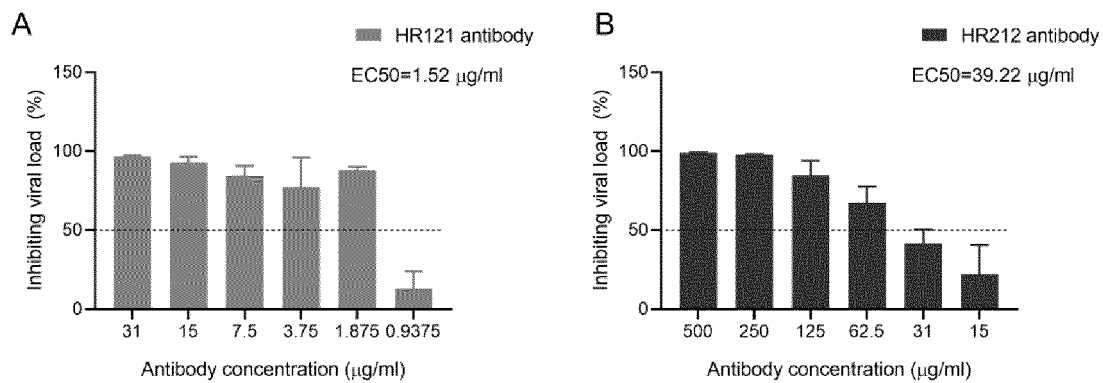 A
HR121 antibody
EC50=1.52 μg/ml
Inhibiting viral load (%)
150
100
50
0
31 15 7.5 3.75 1.875 0.9375
Antibody concentration (μg/ml)
B
HR212 antibody
EC50=39.22 μg/ml
Inhibiting viral load (%)
150
100
50
0
500 250 125 62.5 31 15
Antibody concentration (μg/ml)